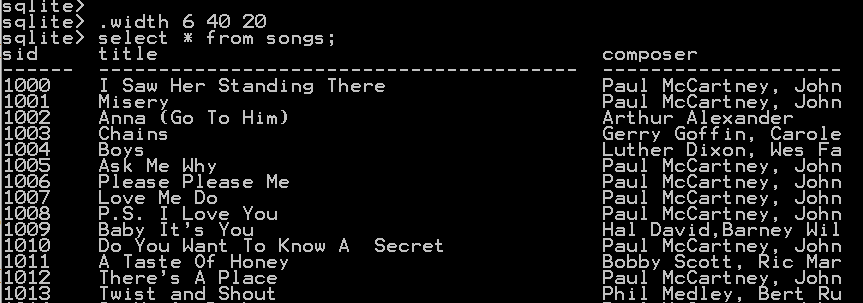 sqlite>
sqlite> .width 6 40 20
sqlite> select * from songs;
sid title composer
------ ---------------------------------------- --------------------
1000 I Saw Her Standing There Paul McCartney, John
1001 Misery Paul McCartney, John
1002 Anna (Go To Him) Arthur Alexander
1003 Chains Gerry Goffin, Carole
1004 Boys Luther Dixon, Wes Fa
1005 Ask Me Why Paul McCartney, John
1006 Please Please Me Paul McCartney, John
1007 Love Me Do Paul McCartney, John
1008 P.S. I Love You Paul McCartney, John
1009 Baby It's You Hal David,Barney Wil
1010 Do You Want To Know A  Secret Paul McCartney, John
1011 A Taste Of Honey Bobby Scott, Ric Mar
1012 There's A Place Paul McCartney, John
1013 Twist and Shout Phil Medley, Bert Ru